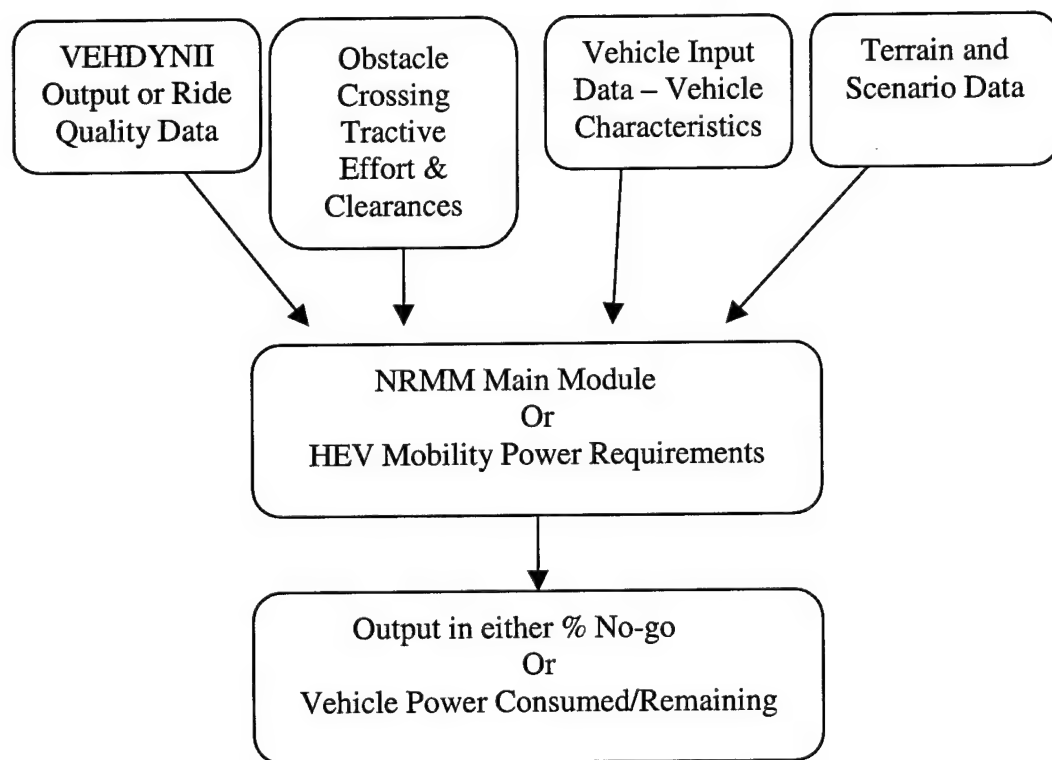 VEHDYNII
Output or Ride
Quality Data
Obstacle
Crossing
Tractive
Effort &
Clearances
Vehicle Input
Data – Vehicle
Characteristics
Terrain and
Scenario Data
NRMM Main Module
Or
HEV Mobility Power Requirements
Output in either % No-go
Or
Vehicle Power Consumed/Remaining